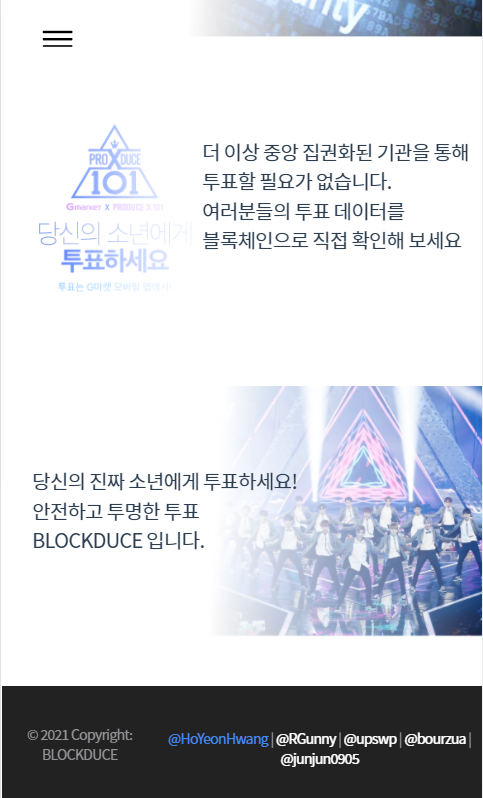 PRO X DUCE
101
Gmarket X PRODUCE X 101
당신의 소년에게
투표하세요
투표는 G마켓 모바일 앱에서
더 이상 중앙 집권화된 기관을 통해
투표할 필요가 없습니다.
여러분들의 투표 데이터를
블록체인으로 직접 확인해 보세요
당신의 진짜 소년에게 투표하세요!
안전하고 투명한 투표
BLOCKDUCE 입니다.
© 2021 Copyright:
BLOCKDUCE
@HoYeonHwang | @RGunny | @upswp | @bourzua |
@junjun0905